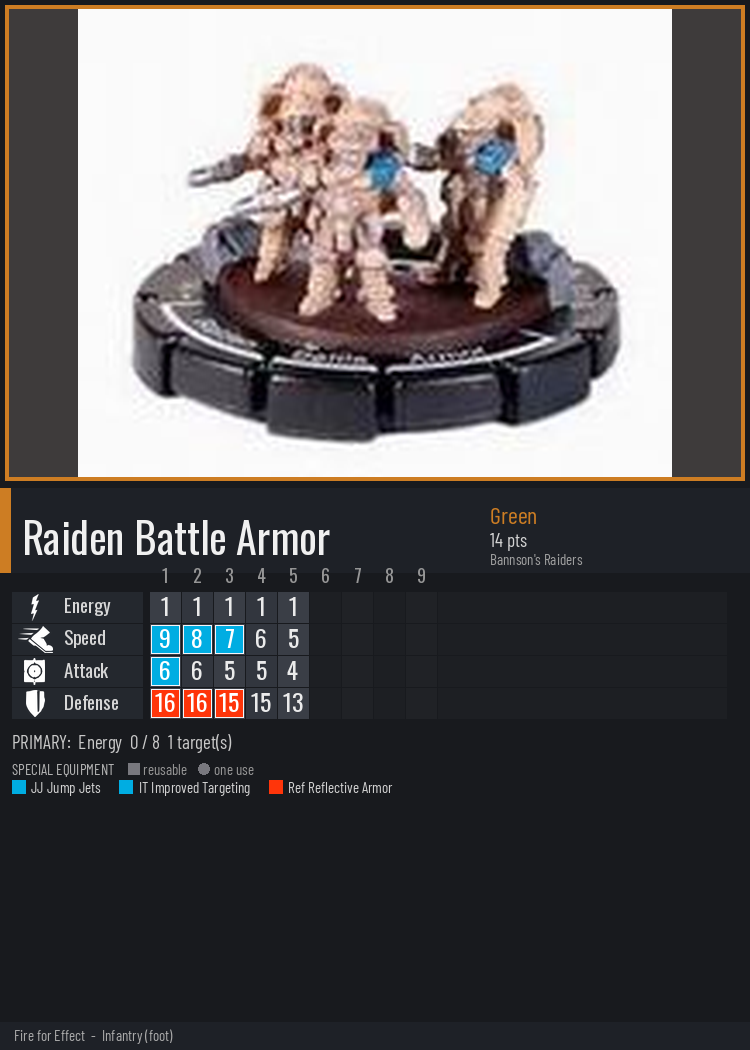 Raiden Battle Armor
Green
14 pts
Bannson's Raiders
1 2 3 4 5 6 7 8 9
Energy 1 1 1 1 1
Speed 9 8 7 6 5
Attack 6 6 5 5 4
Defense 16 16 15 15 13
PRIMARY: Energy 0 / 8 1 target(s)
SPECIAL EQUIPMENT reusable one use
JJ Jump Jets IT Improved Targeting Ref Reflective Armor
Fire for Effect - Infantry (foot)